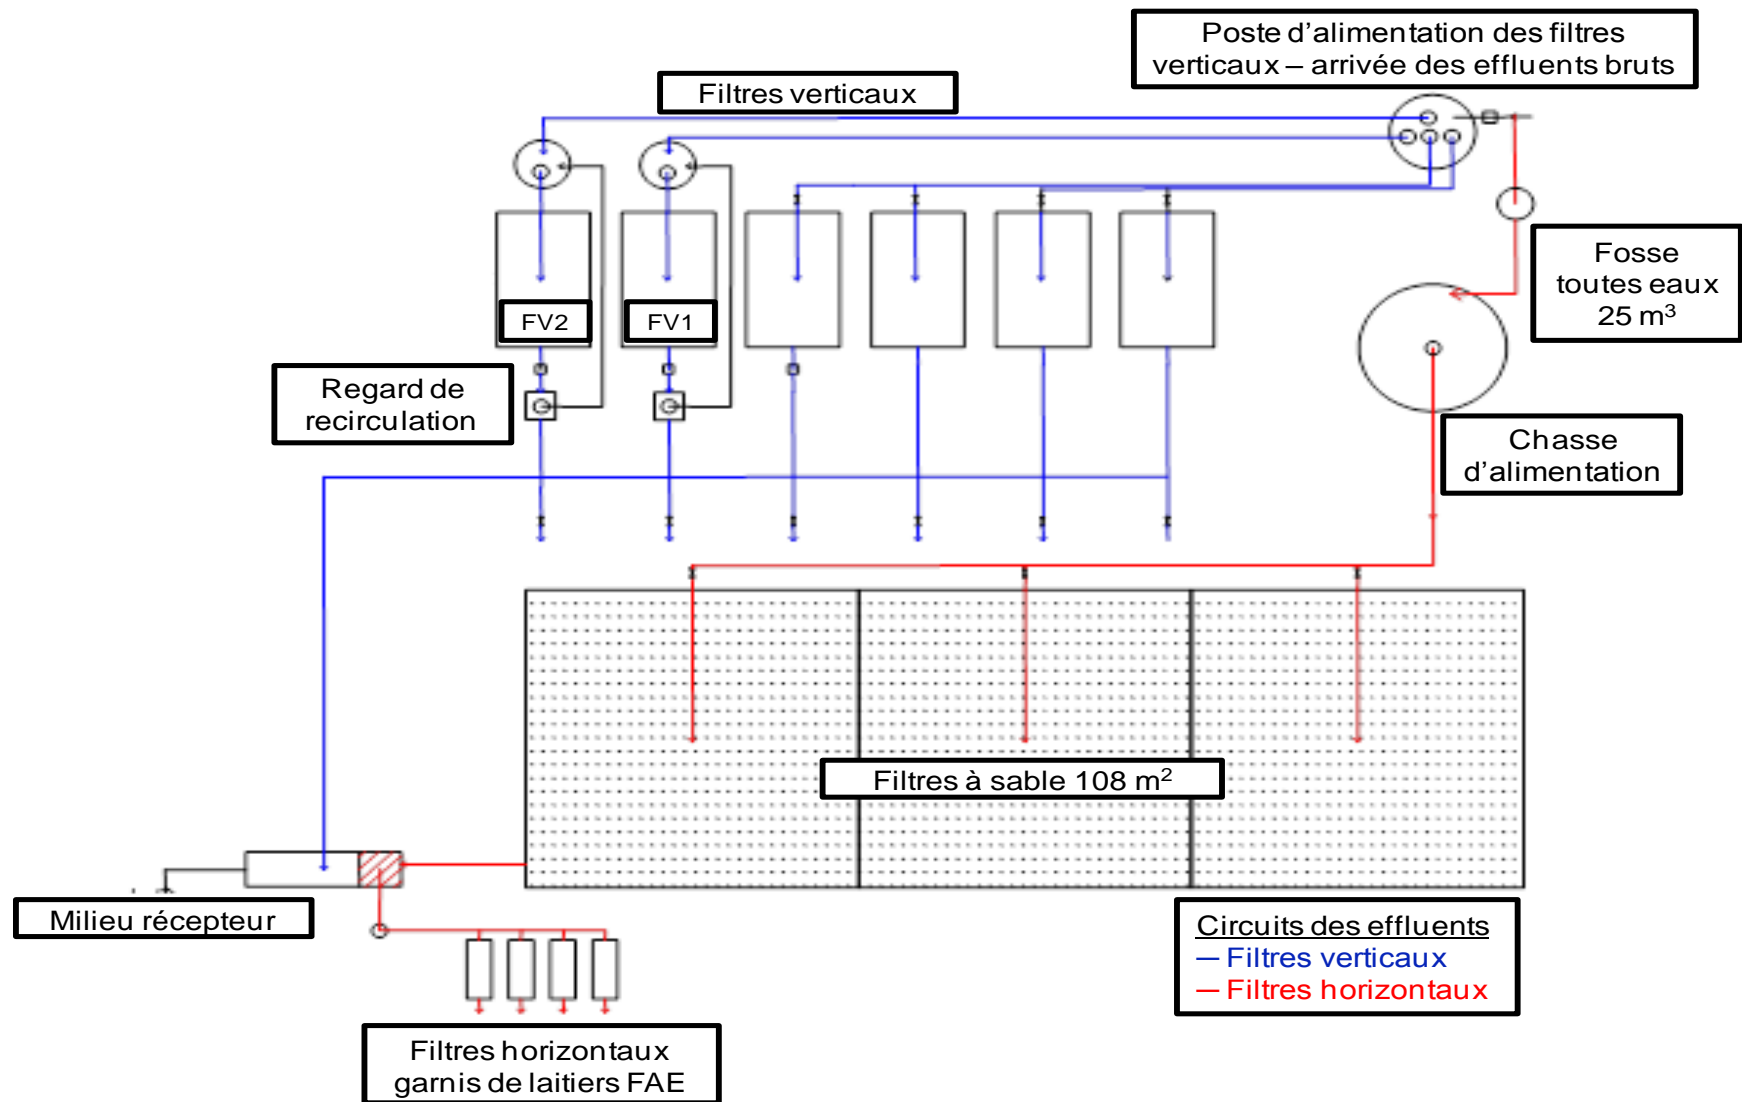 Poste d'alimentation des filtres
verticaux – arrivée des effluents bruts
Filtres verticaux
Fosse
toutes eaux
25 m³
FV2
FV1
Regard de
recirculation
Chasse
d'alimentation
Filtres à sable 108 m²
Milieu récepteur
Circuits des effluents
— Filtres verticaux
— Filtres horizontaux
Filtres horizontaux
garnis de laitiers FAE